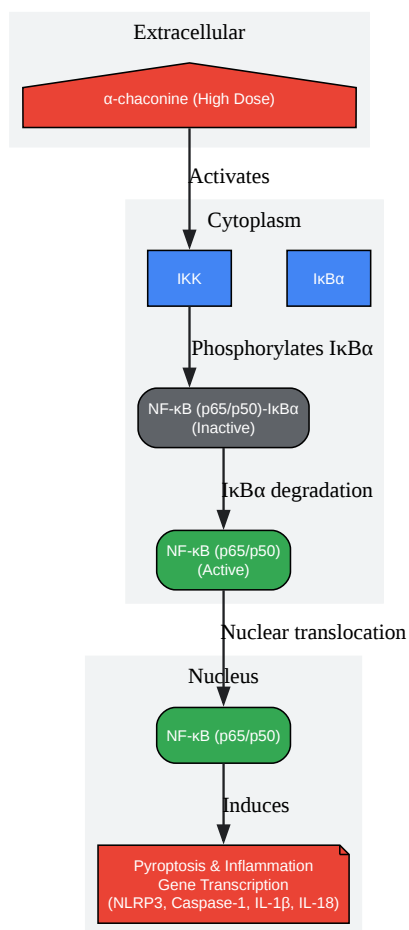 Extracellular
α-chaconine (High Dose)
Activates
Cytoplasm
IKK
IκBα
Phosphorylates IκBα
NF-κB (p65/p50)-IκBα
(Inactive)
IκBα degradation
NF-κB (p65/p50)
(Active)
Nuclear translocation
Nucleus
NF-κB (p65/p50)
Induces
Pyroptosis & Inflammation
Gene Transcription
(NLRP3, Caspase-1, IL-1β, IL-18)